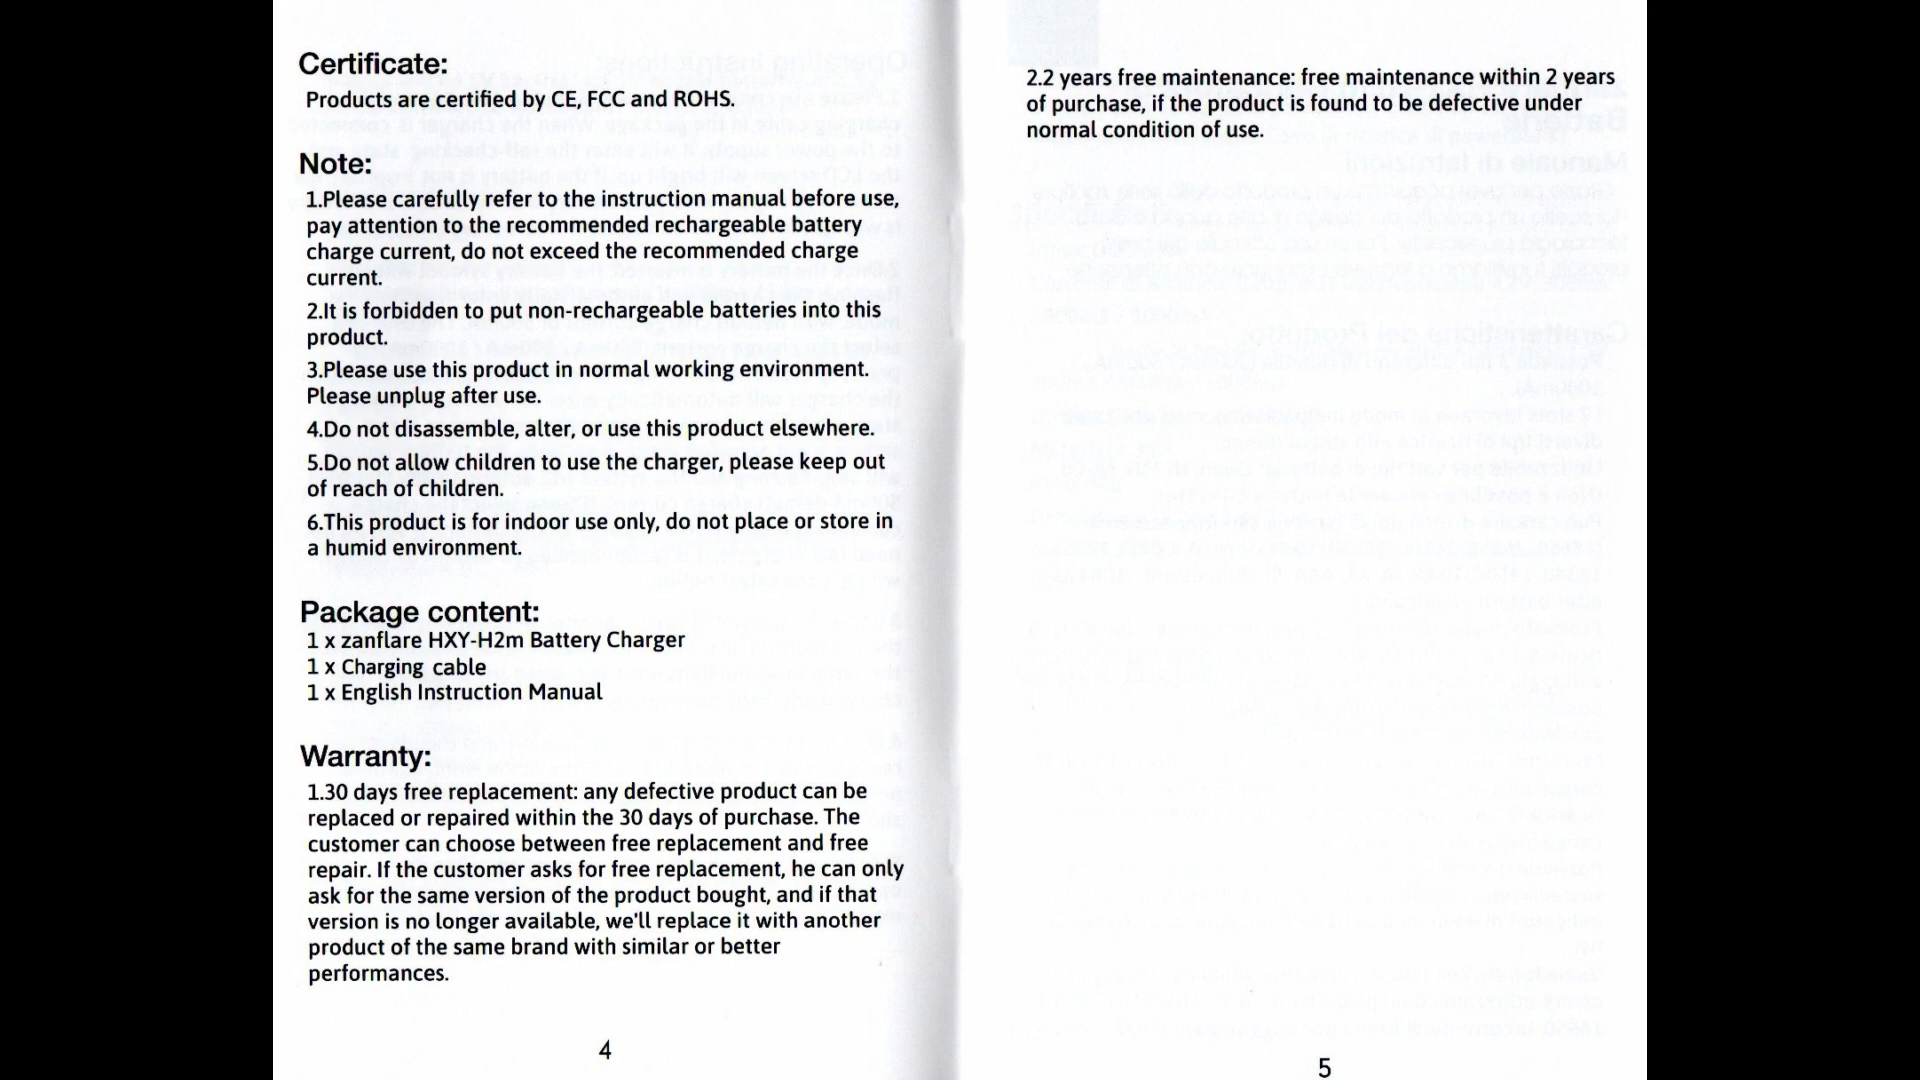 Certificate:
Products are certified by CE, FCC and ROHS.
Note:
1.Please carefully refer to the instruction manual before use,
pay attention to the recommended rechargeable battery
charge current, do not exceed the recommended charge
current.
2.It is forbidden to put non-rechargeable batteries into this
product.
3.Please use this product in normal working environment.
Please unplug after use.
4.Do not disassemble, alter, or use this product elsewhere.
5.Do not allow children to use the charger, please keep out
of reach of children.
6.This product is for indoor use only, do not place or store in
a humid environment.
Package content:
1 x zanflare HXY-H2m Battery Charger
1 x Charging cable
1 x English Instruction Manual
Warranty:
1.30 days free replacement: any defective product can be
replaced or repaired within the 30 days of purchase. The
customer can choose between free replacement and free
repair. If the customer asks for free replacement, he can only
ask for the same version of the product bought, and if that
version is no longer available, we'll replace it with another
product of the same brand with similar or better
performances.
4
2.2 years free maintenance: free maintenance within 2 years
of purchase, if the product is found to be defective under
normal condition of use.
5